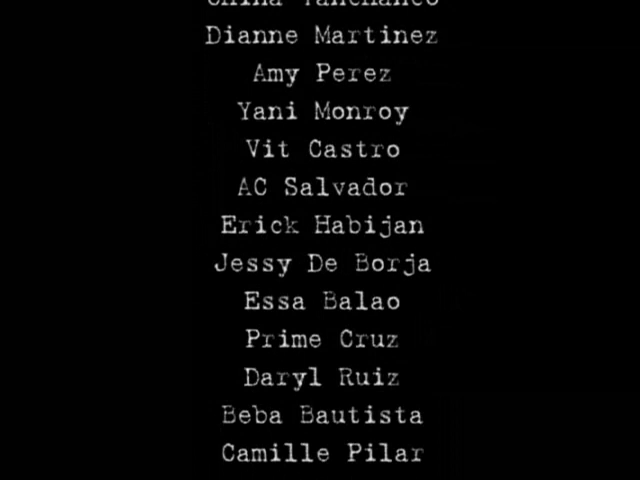 Dianne Martinez
Amy Perez
Yani Monroy
Vit Castro
AC Salvador
Erick Habijan
Jessy De Borja
Essa Balao
Prime Cruz
Daryl Ruiz
Beba Bautista
Camille Pilar